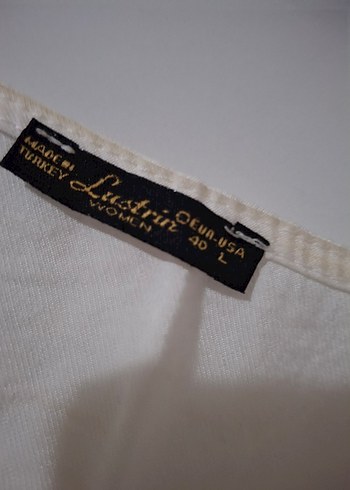 MADE IN
TURKEY
Lustrin
WOMEN
EUR-USA
40 L